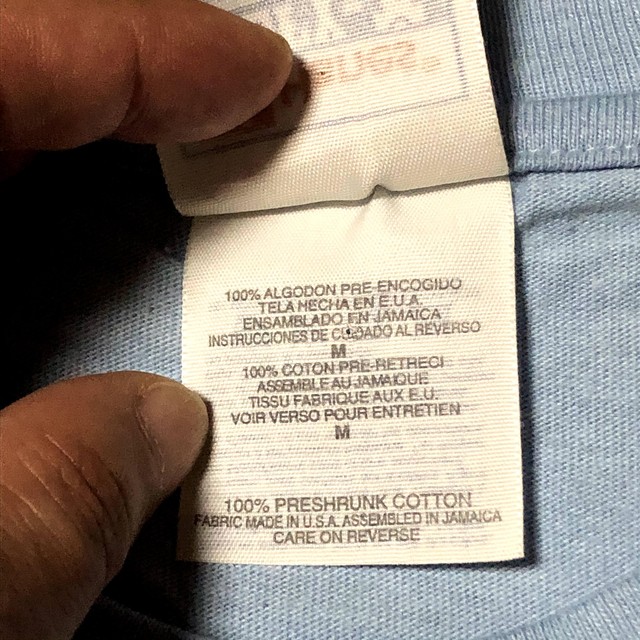 100% ALGODON PRE-ENCOGIDO
TELA HECHA EN E.U.A.
ENSAMBLADO EN JAMAICA
INSTRUCCIONES DE CUIDADO AL REVERSO
M
100% COTON PRE-RETRECI
ASSEMBLE AU JAMAIQUE
TISSU FABRIQUE AUX E.U.
VOIR VERSO POUR ENTRETIEN
M
100% PRESHRUNK COTTON
FABRIC MADE IN U.S.A. ASSEMBLED IN JAMAICA
CARE ON REVERSE